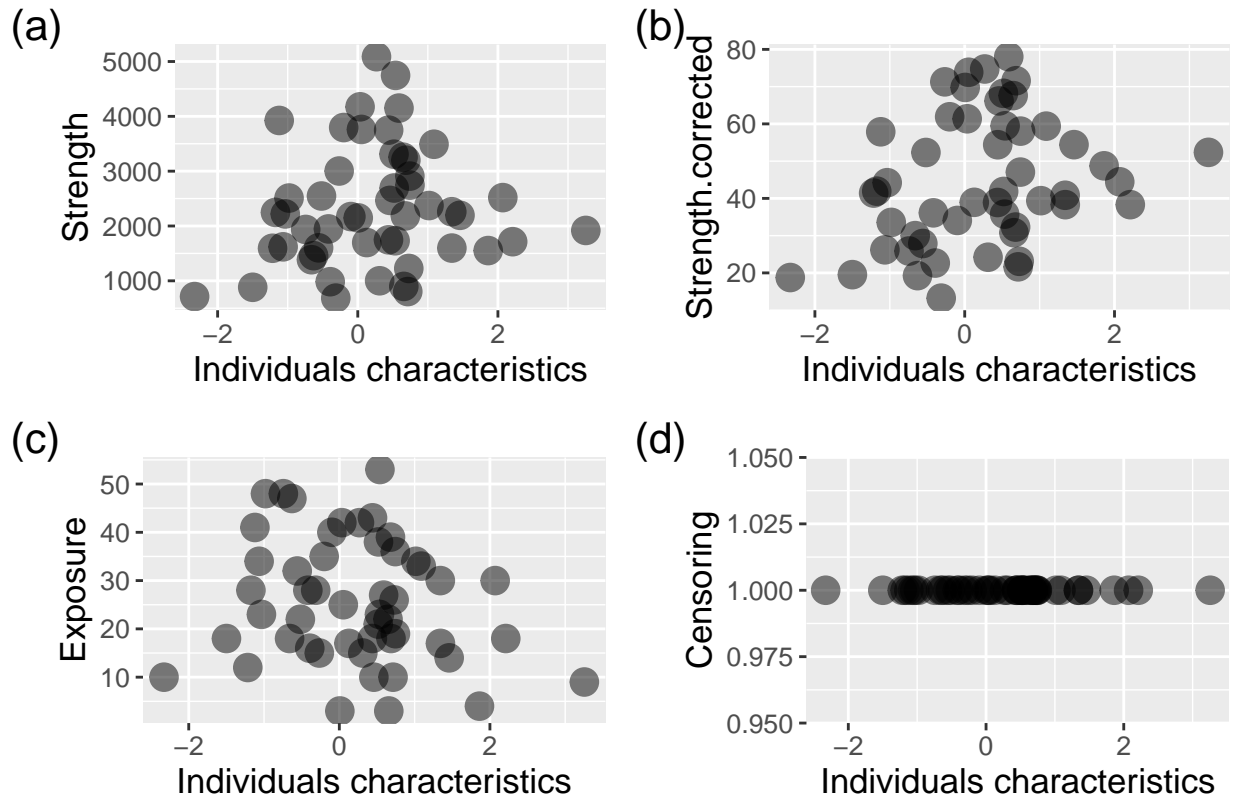 (a)
Strength
5000
4000
3000
2000
1000
−2 0 2
Individuals characteristics
(b)
Strength.corrected
80
60
40
20
−2 0 2
Individuals characteristics
(c)
Exposure
50
40
30
20
10
−2 0 2
Individuals characteristics
(d)
Censoring
1.050
1.025
1.000
0.975
0.950
−2 0 2
Individuals characteristics